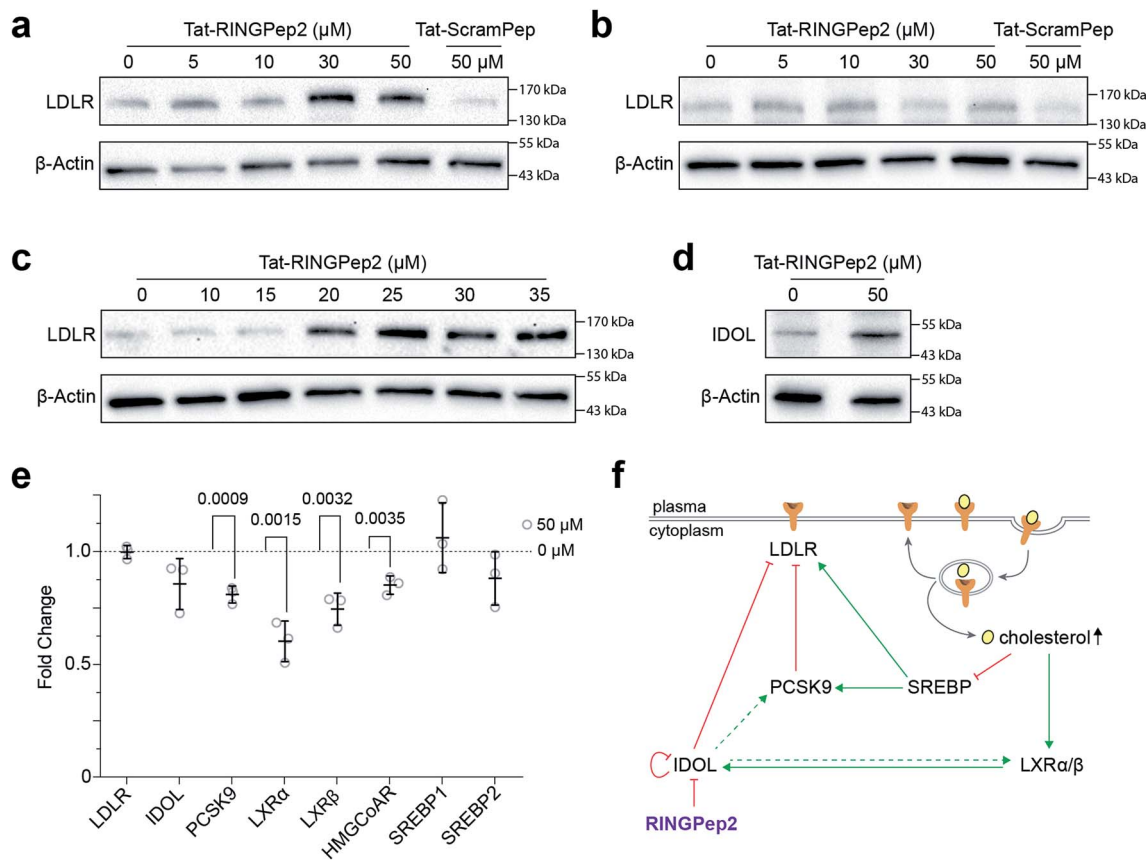 a
Tat-RINGPep2 (µM) Tat-ScramPep
0 5 10 30 50 50 µM
LDLR
170 kDa
130 kDa
β-Actin
55 kDa
43 kDa
b
Tat-RINGPep2 (µM) Tat-ScramPep
0 5 10 30 50 50 µM
LDLR
170 kDa
130 kDa
β-Actin
55 kDa
43 kDa
c
Tat-RINGPep2 (µM)
0 10 15 20 25 30 35
LDLR
170 kDa
130 kDa
β-Actin
55 kDa
43 kDa
d
Tat-RINGPep2 (µM)
0 50
IDOL
55 kDa
43 kDa
β-Actin
55 kDa
43 kDa
e
0.0009 0.0032
0.0015 0.0035
50 µM
0 µM
1.0
0.5
0
Fold Change
LDLR
IDOL
PCSK9
LXRα
LXRβ
HMGCoAR
SREBP1
SREBP2
f
plasma
cytoplasm
LDLR
cholesterol
PCSK9 SREBP
IDOL LXRα/β
RINGPep2